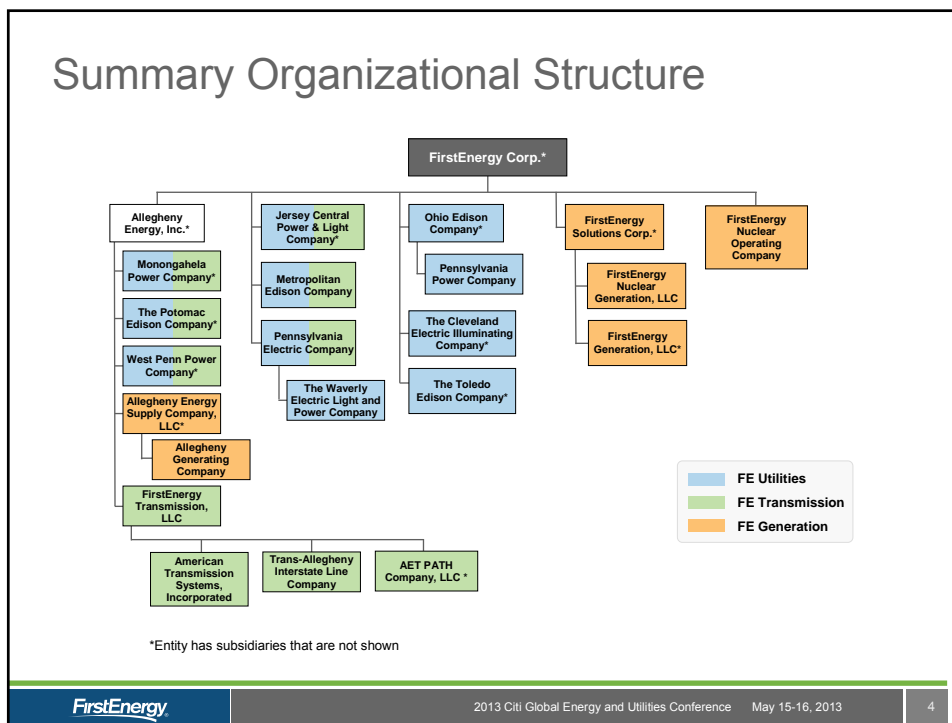 Summary Organizational Structure
FirstEnergy Corp.*
Allegheny
Energy, Inc.*
Monongahela
Power Company*
The Potomac
Edison Company*
West Penn Power
Company*
Allegheny Energy
Supply Company,
LLC*
Allegheny
Generating
Company
FirstEnergy
Transmission,
LLC
American
Transmission
Systems,
Incorporated
Trans-Allegheny
Interstate Line
Company
AET PATH
Company, LLC *
Jersey Central
Power & Light
Company*
Metropolitan
Edison Company
Pennsylvania
Electric Company
The Waverly
Electric Light and
Power Company
Ohio Edison
Company*
Pennsylvania
Power Company
The Cleveland
Electric Illuminating
Company*
The Toledo
Edison Company*
FirstEnergy
Solutions Corp.*
FirstEnergy
Nuclear
Generation, LLC
FirstEnergy
Generation, LLC*
FirstEnergy
Nuclear
Operating
Company
FE Utilities
FE Transmission
FE Generation
*Entity has subsidiaries that are not shown
FirstEnergy
2013 Citi Global Energy and Utilities Conference May 15-16, 2013 4